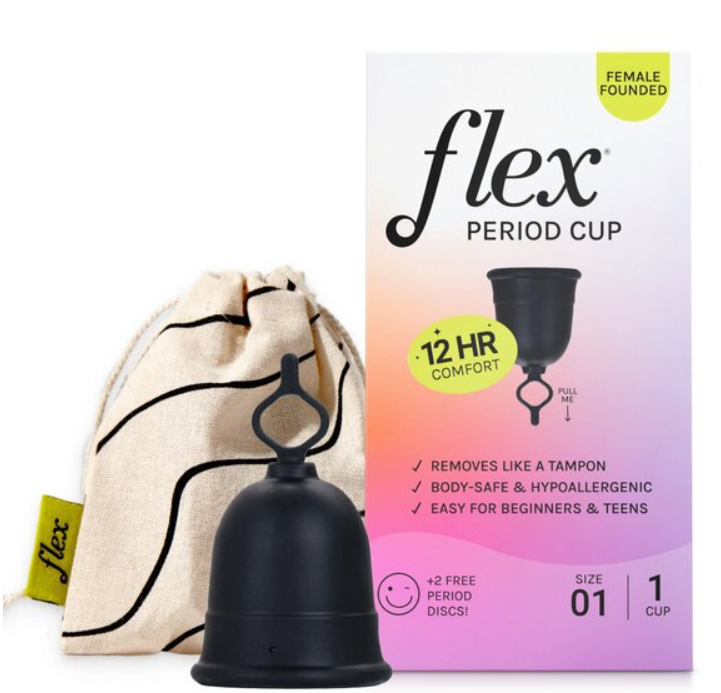 FEMALE
FOUNDED
flex®
PERIOD CUP
12 HR
COMFORT
PULL
ME
✓ REMOVES LIKE A TAMPON
✓ BODY-SAFE & HYPOALLERGENIC
✓ EASY FOR BEGINNERS & TEENS
+2 FREE
PERIOD
DISCS!
SIZE
01
1
CUP
flex